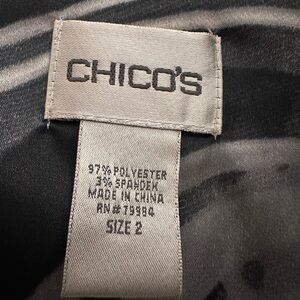 CHICO'S
97% POLYESTER
3% SPANDEX
MADE IN CHINA
RN# 79984
SIZE 2